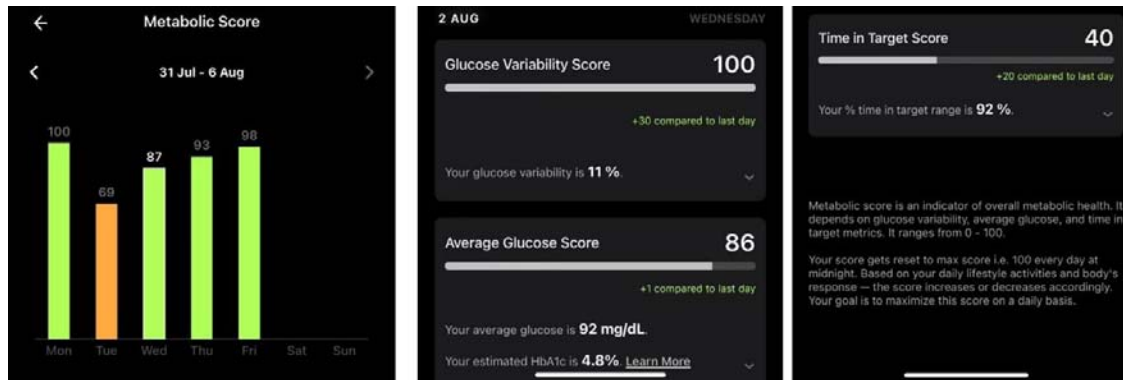 Metabolic Score
31 Jul - 6 Aug
100
69
87
93
98
Mon Tue Wed Thu Fri Sat Sun
2 AUG WEDNESDAY
Glucose Variability Score 100
+30 compared to last day
Your glucose variability is 11 %.
Average Glucose Score 86
+1 compared to last day
Your average glucose is 92 mg/dL.
Your estimated HbA1c is 4.8%. Learn More
Time in Target Score 40
+20 compared to last day
Your % time in target range is 92 %.
Metabolic score is an indicator of overall metabolic health. It
depends on glucose variability, average glucose, and time in
target metrics. It ranges from 0 - 100.
Your score gets reset to max score i.e. 100 every day at
midnight. Based on your daily lifestyle activities and body's
response — the score increases or decreases accordingly.
Your goal is to maximize this score on a daily basis.